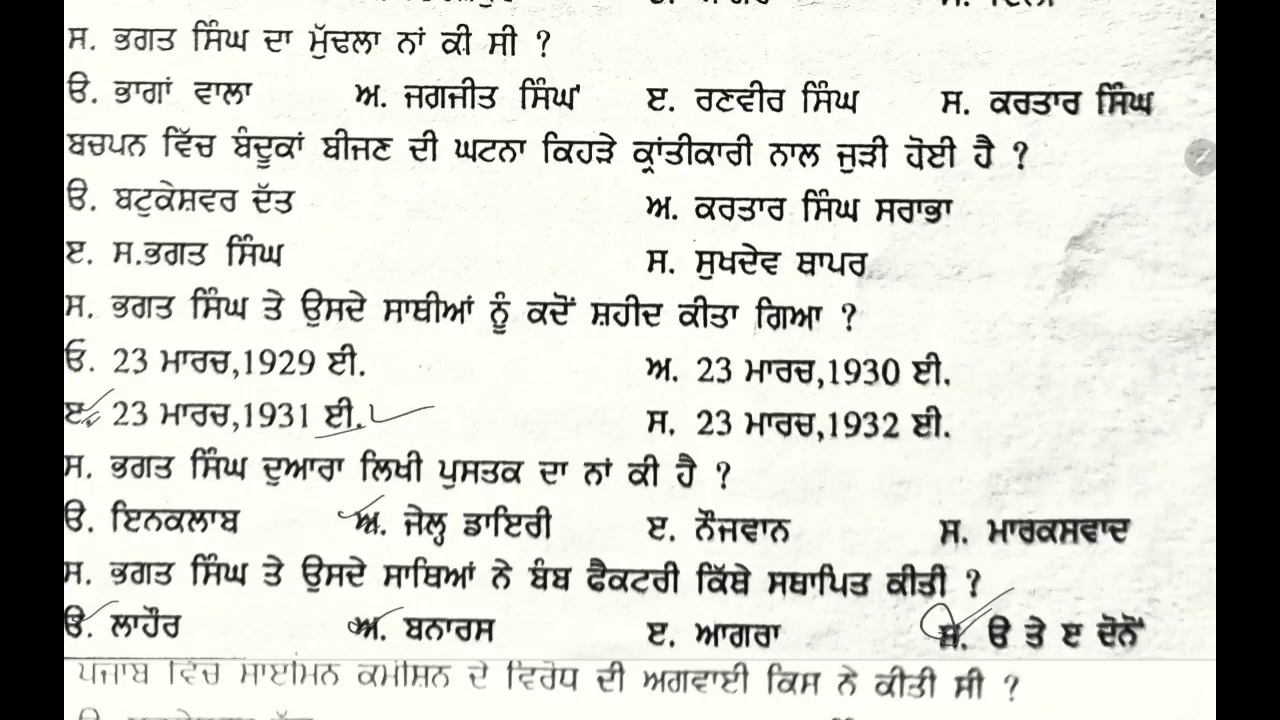 ਸ. ਭਗਤ ਸਿੰਘ ਦਾ ਮੁੱਢਲਾ ਨਾਂ ਕੀ ਸੀ ?
ੳ. ਭਾਗਾਂ ਵਾਲਾ ਅ. ਜਗਜੀਤ ਸਿੰਘ ੲ. ਰਣਵੀਰ ਸਿੰਘ ਸ. ਕਰਤਾਰ ਸਿੰਘ
ਬਚਪਨ ਵਿੱਚ ਬੰਦੂਕਾਂ ਬੀਜਣ ਦੀ ਘਟਨਾ ਕਿਹੜੇ ਕ੍ਰਾਂਤੀਕਾਰੀ ਨਾਲ ਜੁੜੀ ਹੋਈ ਹੈ ?
ੳ. ਬਟੁਕੇਸ਼ਵਰ ਦੱਤ ਅ. ਕਰਤਾਰ ਸਿੰਘ ਸਰਾਭਾ
ੲ. ਸ.ਭਗਤ ਸਿੰਘ ਸ. ਸੁਖਦੇਵ ਥਾਪਰ
ਸ. ਭਗਤ ਸਿੰਘ ਤੇ ਉਸਦੇ ਸਾਥੀਆਂ ਨੂੰ ਕਦੋਂ ਸ਼ਹੀਦ ਕੀਤਾ ਗਿਆ ?
ਓ. 23 ਮਾਰਚ,1929 ਈ. ਅ. 23 ਮਾਰਚ,1930 ਈ.
ੲ. 23 ਮਾਰਚ,1931 ਈ. ਸ. 23 ਮਾਰਚ,1932 ਈ.
ਸ. ਭਗਤ ਸਿੰਘ ਦੁਆਰਾ ਲਿਖੀ ਪੁਸਤਕ ਦਾ ਨਾਂ ਕੀ ਹੈ ?
ੳ. ਇਨਕਲਾਬ ਅ. ਜੇਲ੍ਹ ਡਾਇਰੀ ੲ. ਨੌਜਵਾਨ ਸ. ਮਾਰਕਸਵਾਦ
ਸ. ਭਗਤ ਸਿੰਘ ਤੇ ਉਸਦੇ ਸਾਥਿਆਂ ਨੇ ਬੰਬ ਫੈਕਟਰੀ ਕਿੱਥੇ ਸਥਾਪਿਤ ਕੀਤੀ ?
ੳ. ਲਾਹੌਰ ਅ. ਬਨਾਰਸ ੲ. ਆਗਰਾ ਸ. ੳ ਤੇ ੲ ਦੋਨੋਂ
ਪੰਜਾਬ ਵਿੱਚ ਸਾਈਮਨ ਕਮੀਸ਼ਨ ਦੇ ਵਿਰੋਧ ਦੀ ਅਗਵਾਈ ਕਿਸ ਨੇ ਕੀਤੀ ਸੀ ?